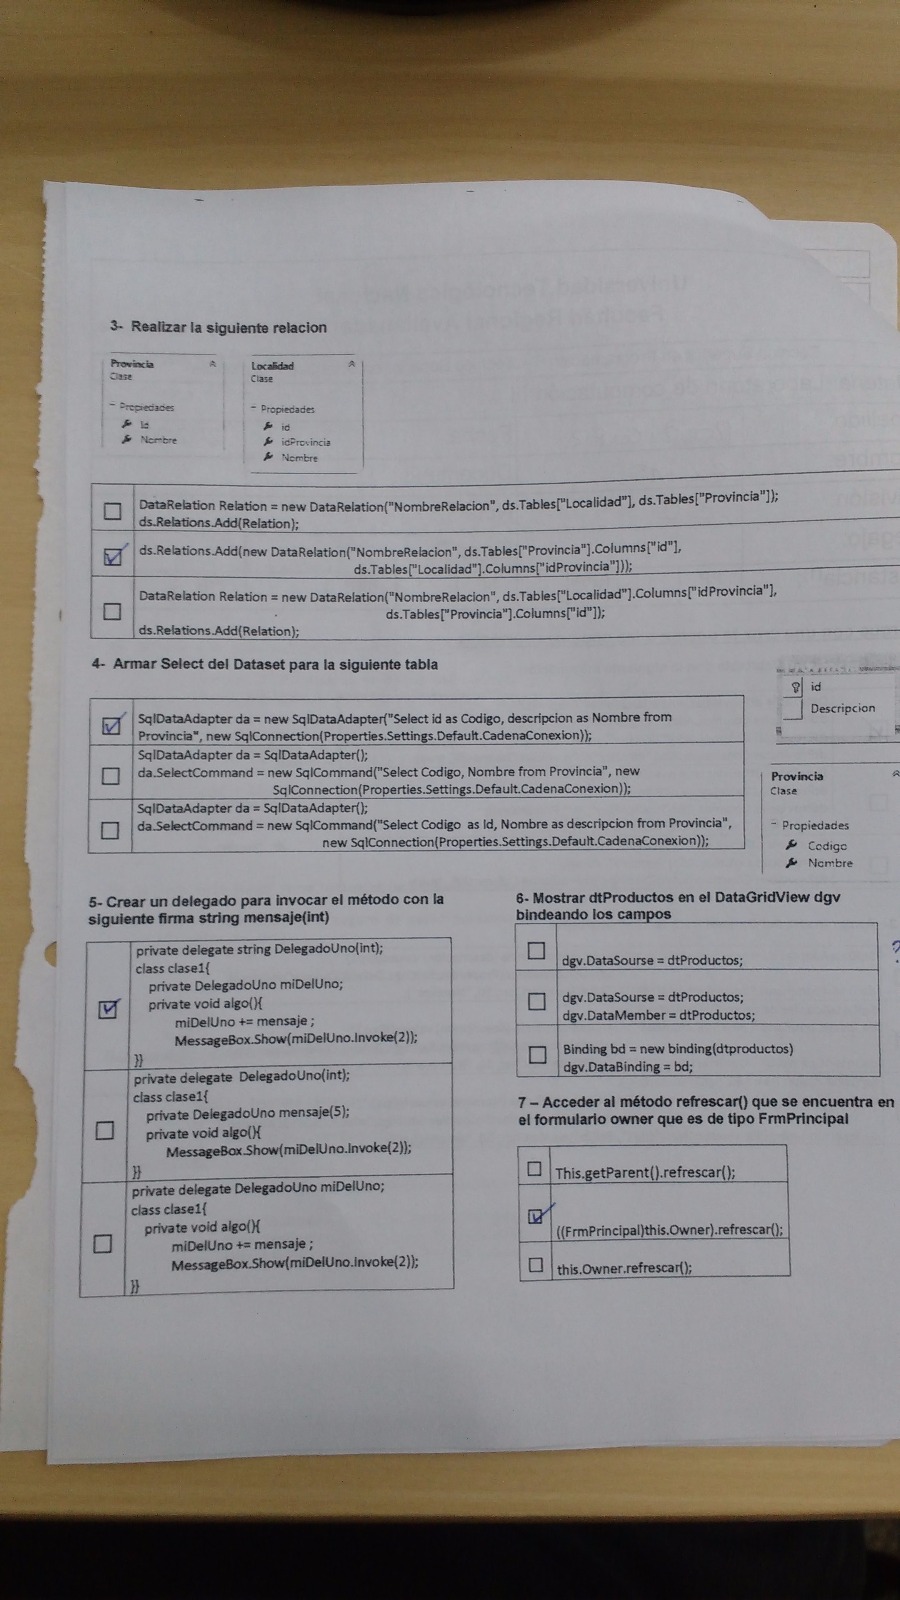 3- Realizar la siguiente relacion
Provincia
Clase
Propiedades
Id
Nombre
Localidad
Clase
Propiedades
id
idProvincia
Nombre
DataRelation Relation = new DataRelation("NombreRelacion", ds.Tables["Localidad"], ds.Tables["Provincia"]);
ds.Relations.Add(Relation);
ds.Relations.Add(new DataRelation("NombreRelacion", ds.Tables["Provincia"].Columns["id"],
ds.Tables["Localidad"].Columns["idProvincia"]));
DataRelation Relation = new DataRelation("NombreRelacion", ds.Tables["Localidad"].Columns["idProvincia"],
ds.Tables["Provincia"].Columns["id"]);
ds.Relations.Add(Relation);
4- Armar Select del Dataset para la siguiente tabla
id
Descripcion
SqlDataAdapter da = new SqlDataAdapter("Select id as Codigo, descripcion as Nombre from
Provincia", new SqlConnection(Properties.Settings.Default.CadenaConexion));
SqlDataAdapter da = SqlDataAdapter();
da.SelectCommand = new SqlCommand("Select Codigo, Nombre from Provincia", new
SqlConnection(Properties.Settings.Default.CadenaConexion));
SqlDataAdapter da = SqlDataAdapter();
da.SelectCommand = new SqlCommand("Select Codigo as Id, Nombre as descripcion from Provincia",
new SqlConnection(Properties.Settings.Default.CadenaConexion));
Provincia
Clase
Propiedades
Codigo
Nombre
5- Crear un delegado para invocar el método con la
siguiente firma string mensaje(int)
private delegate string DelegadoUno(int);
class clase1{
private DelegadoUno miDelUno;
private void algo(){
miDelUno += mensaje ;
MessageBox.Show(miDelUno.Invoke(2));
}}
private delegate DelegadoUno(int);
class clase1{
private DelegadoUno mensaje(5);
private void algo(){
MessageBox.Show(miDelUno.Invoke(2));
}}
private delegate DelegadoUno miDelUno;
class clase1{
private void algo(){
miDelUno += mensaje ;
MessageBox.Show(miDelUno.Invoke(2));
}}
6- Mostrar dtProductos en el DataGridView dgv
bindeando los campos
dgv.DataSourse = dtProductos;
?
dgv.DataSourse = dtProductos;
dgv.DataMember = dtProductos;
Binding bd = new binding(dtproductos)
dgv.DataBinding = bd;
7 – Acceder al método refrescar() que se encuentra en
el formulario owner que es de tipo FrmPrincipal
This.getParent().refrescar();
((FrmPrincipal)this.Owner).refrescar();
this.Owner.refrescar();